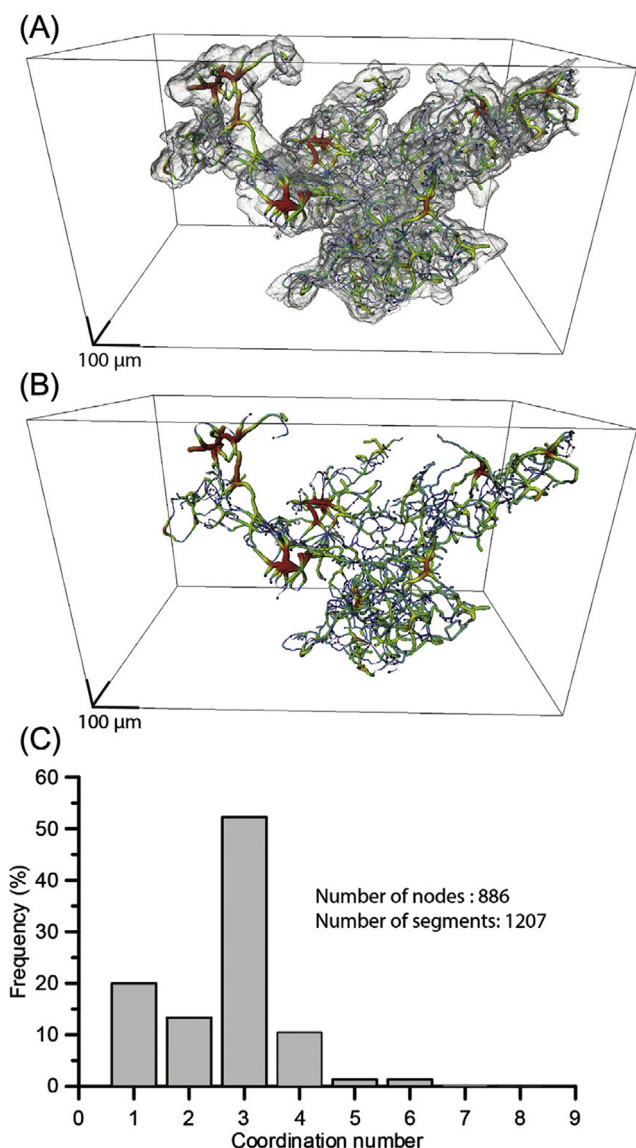 (A)
100 µm
(B)
100 µm
(C)
60
50
40
30
20
10
0
Frequency (%)
Number of nodes : 886
Number of segments: 1207
0 1 2 3 4 5 6 7 8 9
Coordination number